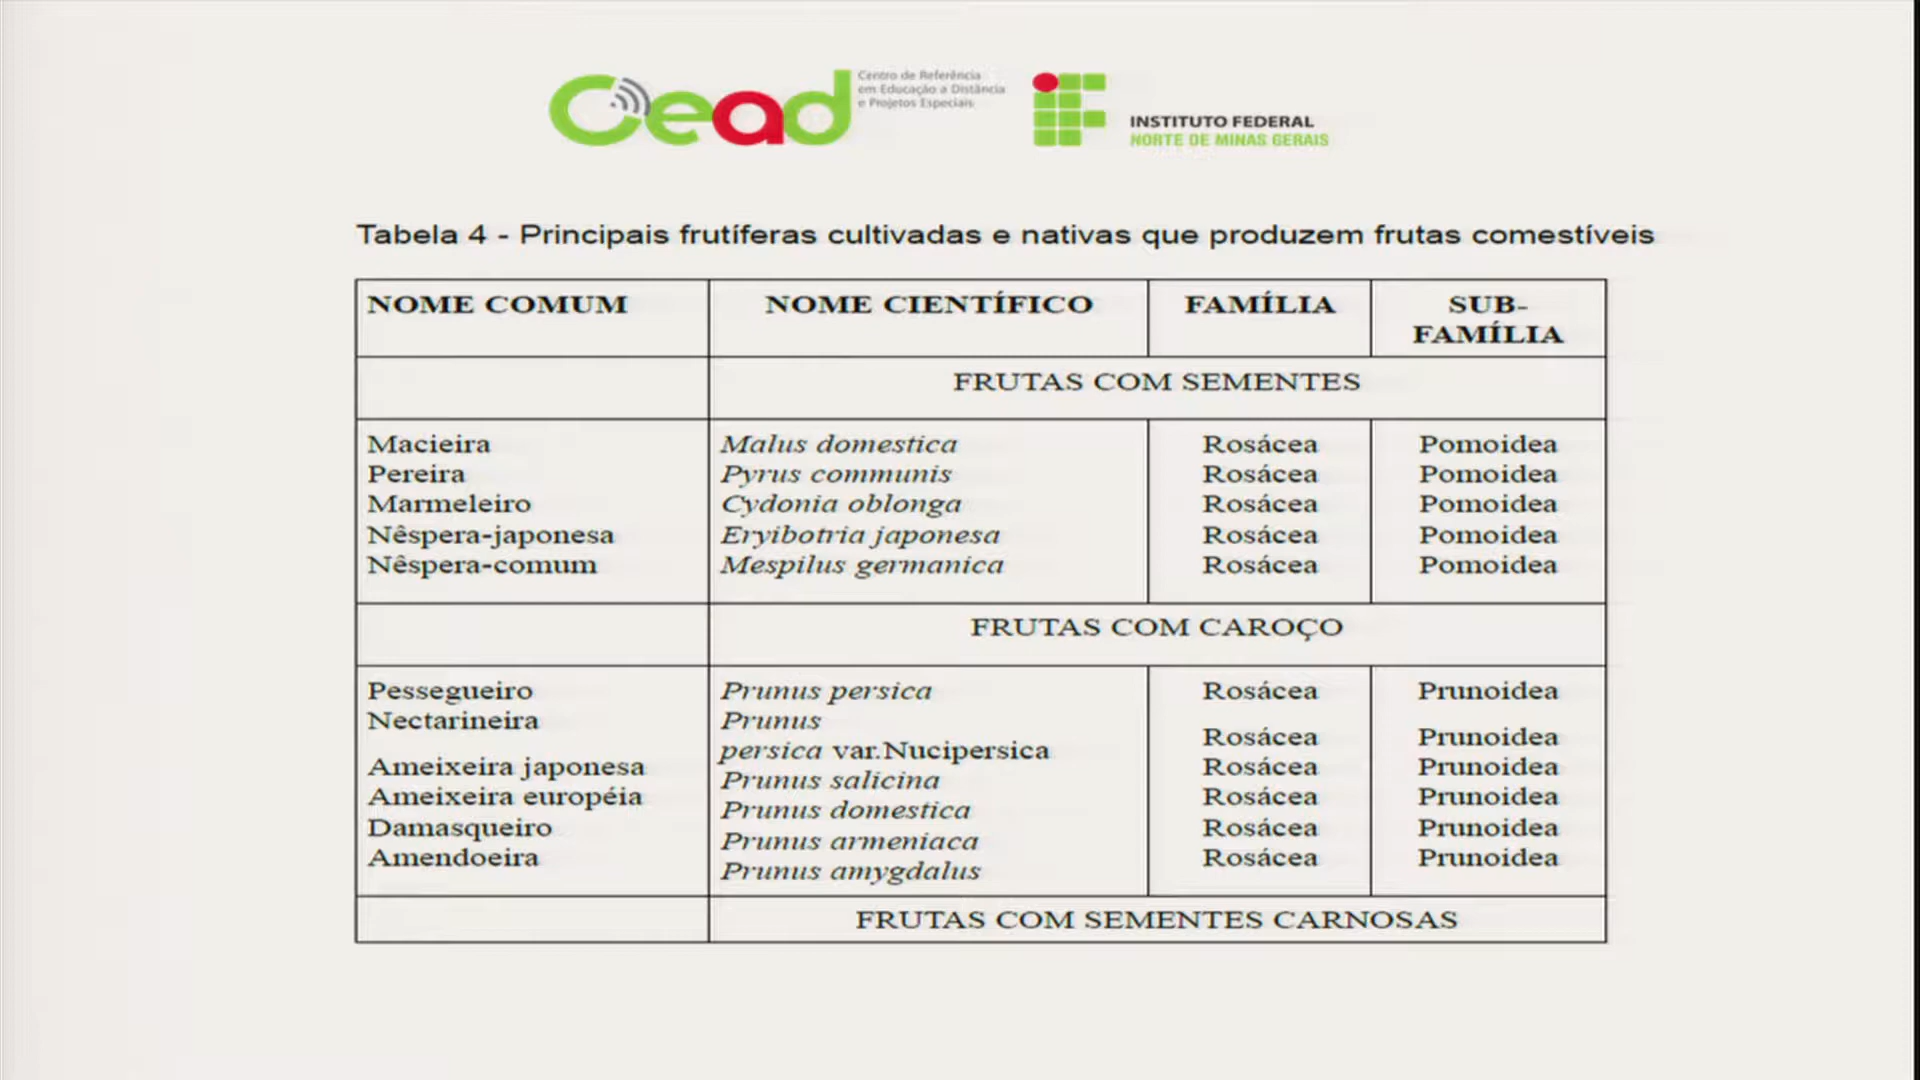 Cead
Centro de Referência
em Educação a Distância
e Projetos Especiais
INSTITUTO FEDERAL
NORTE DE MINAS GERAIS
Tabela 4 - Principais frutíferas cultivadas e nativas que produzem frutas comestíveis
NOME COMUM NOME CIENTÍFICO FAMÍLIA SUB-
FAMÍLIA
FRUTAS COM SEMENTES
Macieira Malus domestica Rosácea Pomoidea
Pereira Pyrus communis Rosácea Pomoidea
Marmeleiro Cydonia oblonga Rosácea Pomoidea
Nêspera-japonesa Eryibotria japonesa Rosácea Pomoidea
Nêspera-comum Mespilus germanica Rosácea Pomoidea
FRUTAS COM CAROÇO
Pessegueiro Prunus persica Rosácea Prunoidea
Nectarineira Prunus
persica var.Nucipersica Rosácea Prunoidea
Ameixeira japonesa Prunus salicina Rosácea Prunoidea
Ameixeira européia Prunus domestica Rosácea Prunoidea
Damasqueiro Prunus armeniaca Rosácea Prunoidea
Amendoeira Prunus amygdalus Rosácea Prunoidea
FRUTAS COM SEMENTES CARNOSAS